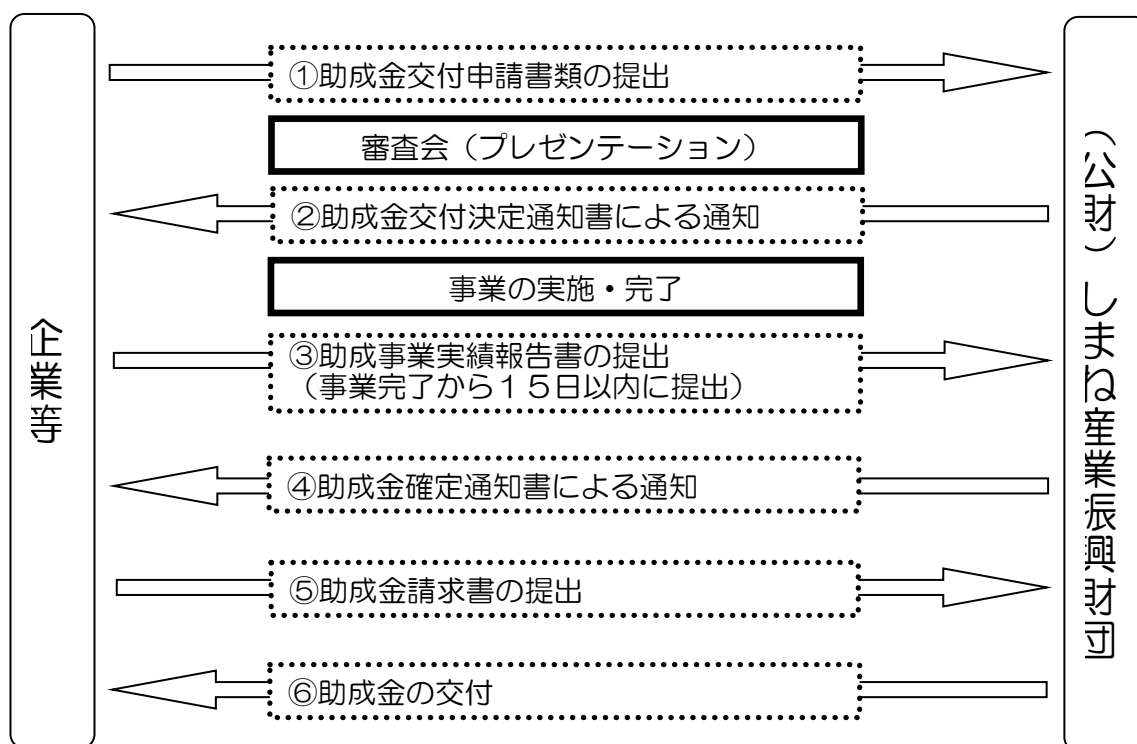 企業等
①助成金交付申請書類の提出
審査会（プレゼンテーション）
②助成金交付決定通知書による通知
事業の実施・完了
③助成事業実績報告書の提出
（事業完了から１５日以内に提出）
④助成金確定通知書による通知
⑤助成金請求書の提出
⑥助成金の交付
（公財）しまね産業振興財団